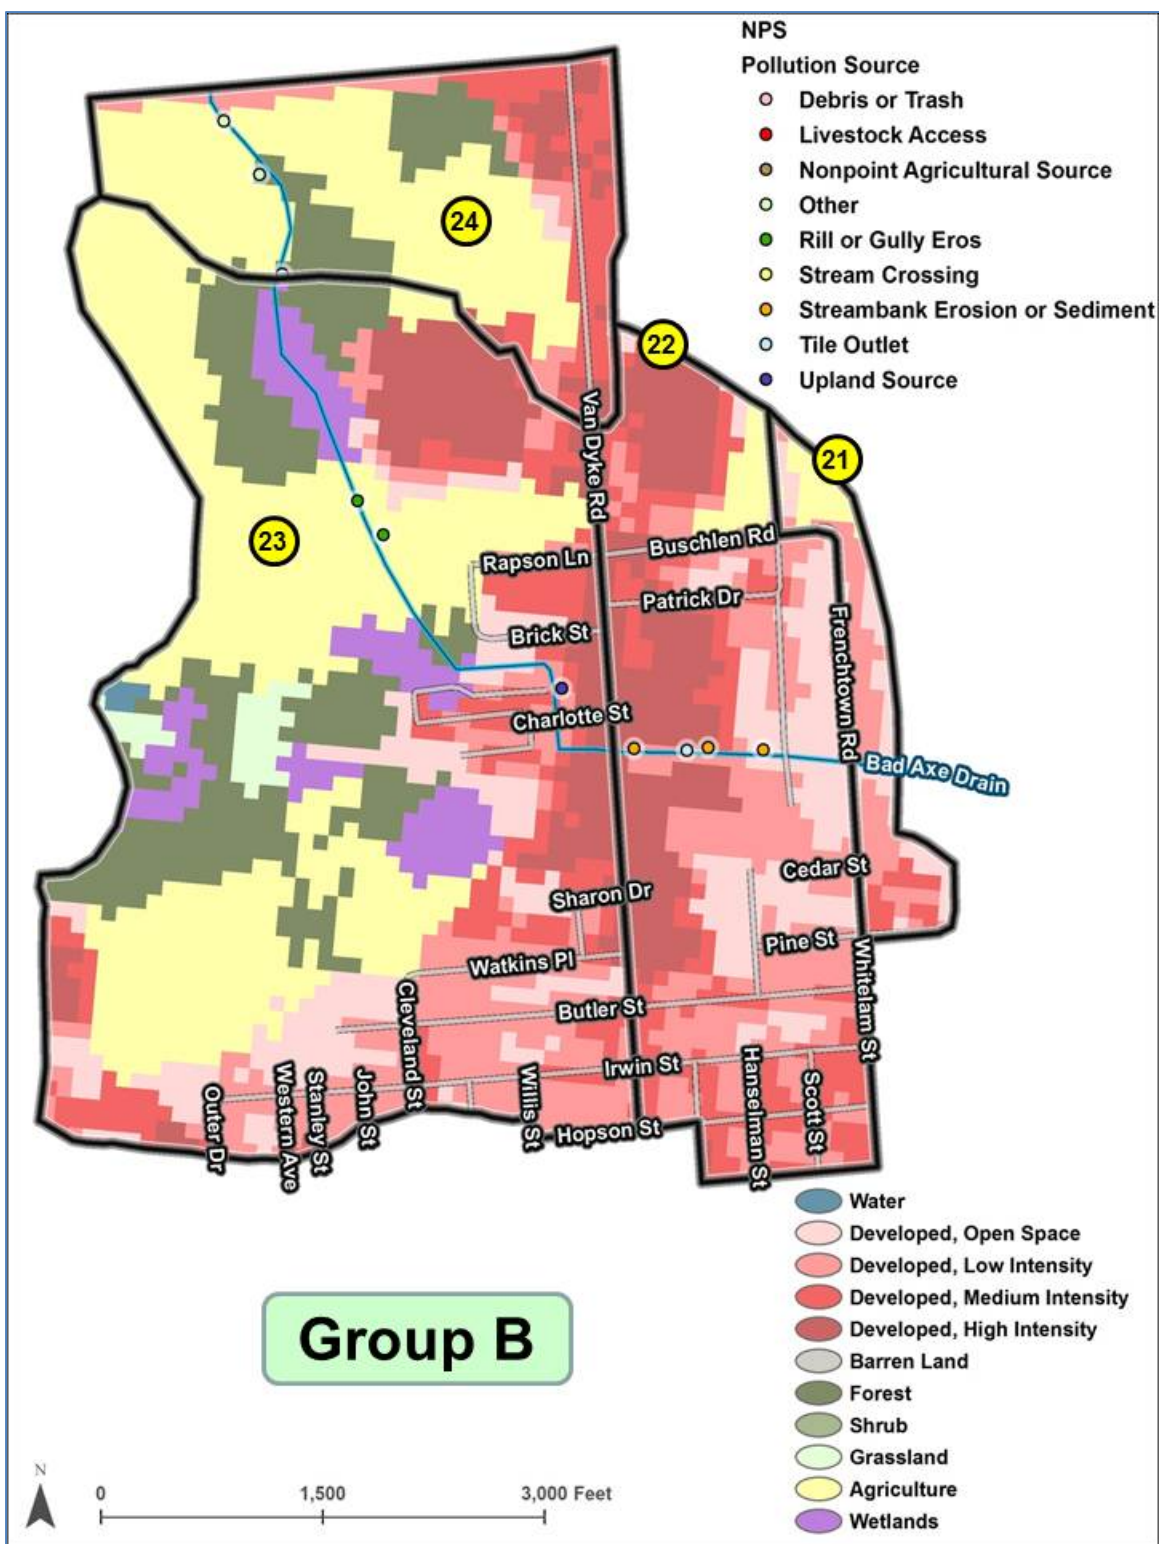 NPS
Pollution Source
Debris or Trash
Livestock Access
Nonpoint Agricultural Source
Other
Rill or Gully Eros
Stream Crossing
Streambank Erosion or Sediment
Tile Outlet
Upland Source
24
22
21
23
Van Dyke Rd
Buschlen Rd
Rapson Ln
Patrick Dr
Brick St
Frenchtown Rd
Charlotte St
Bad Axe Drain
Cedar St
Sharon Dr
Pine St
Watkins Pl
Whitelam St
Cleveland St
Butler St
Irwin St
Hanselman St
Scott St
Willis St
John St
Stanley St
Western Ave
Outer Dr
Hopson St
Water
Developed, Open Space
Developed, Low Intensity
Developed, Medium Intensity
Developed, High Intensity
Barren Land
Forest
Shrub
Grassland
Agriculture
Wetlands
Group B
N
0 1,500 3,000 Feet